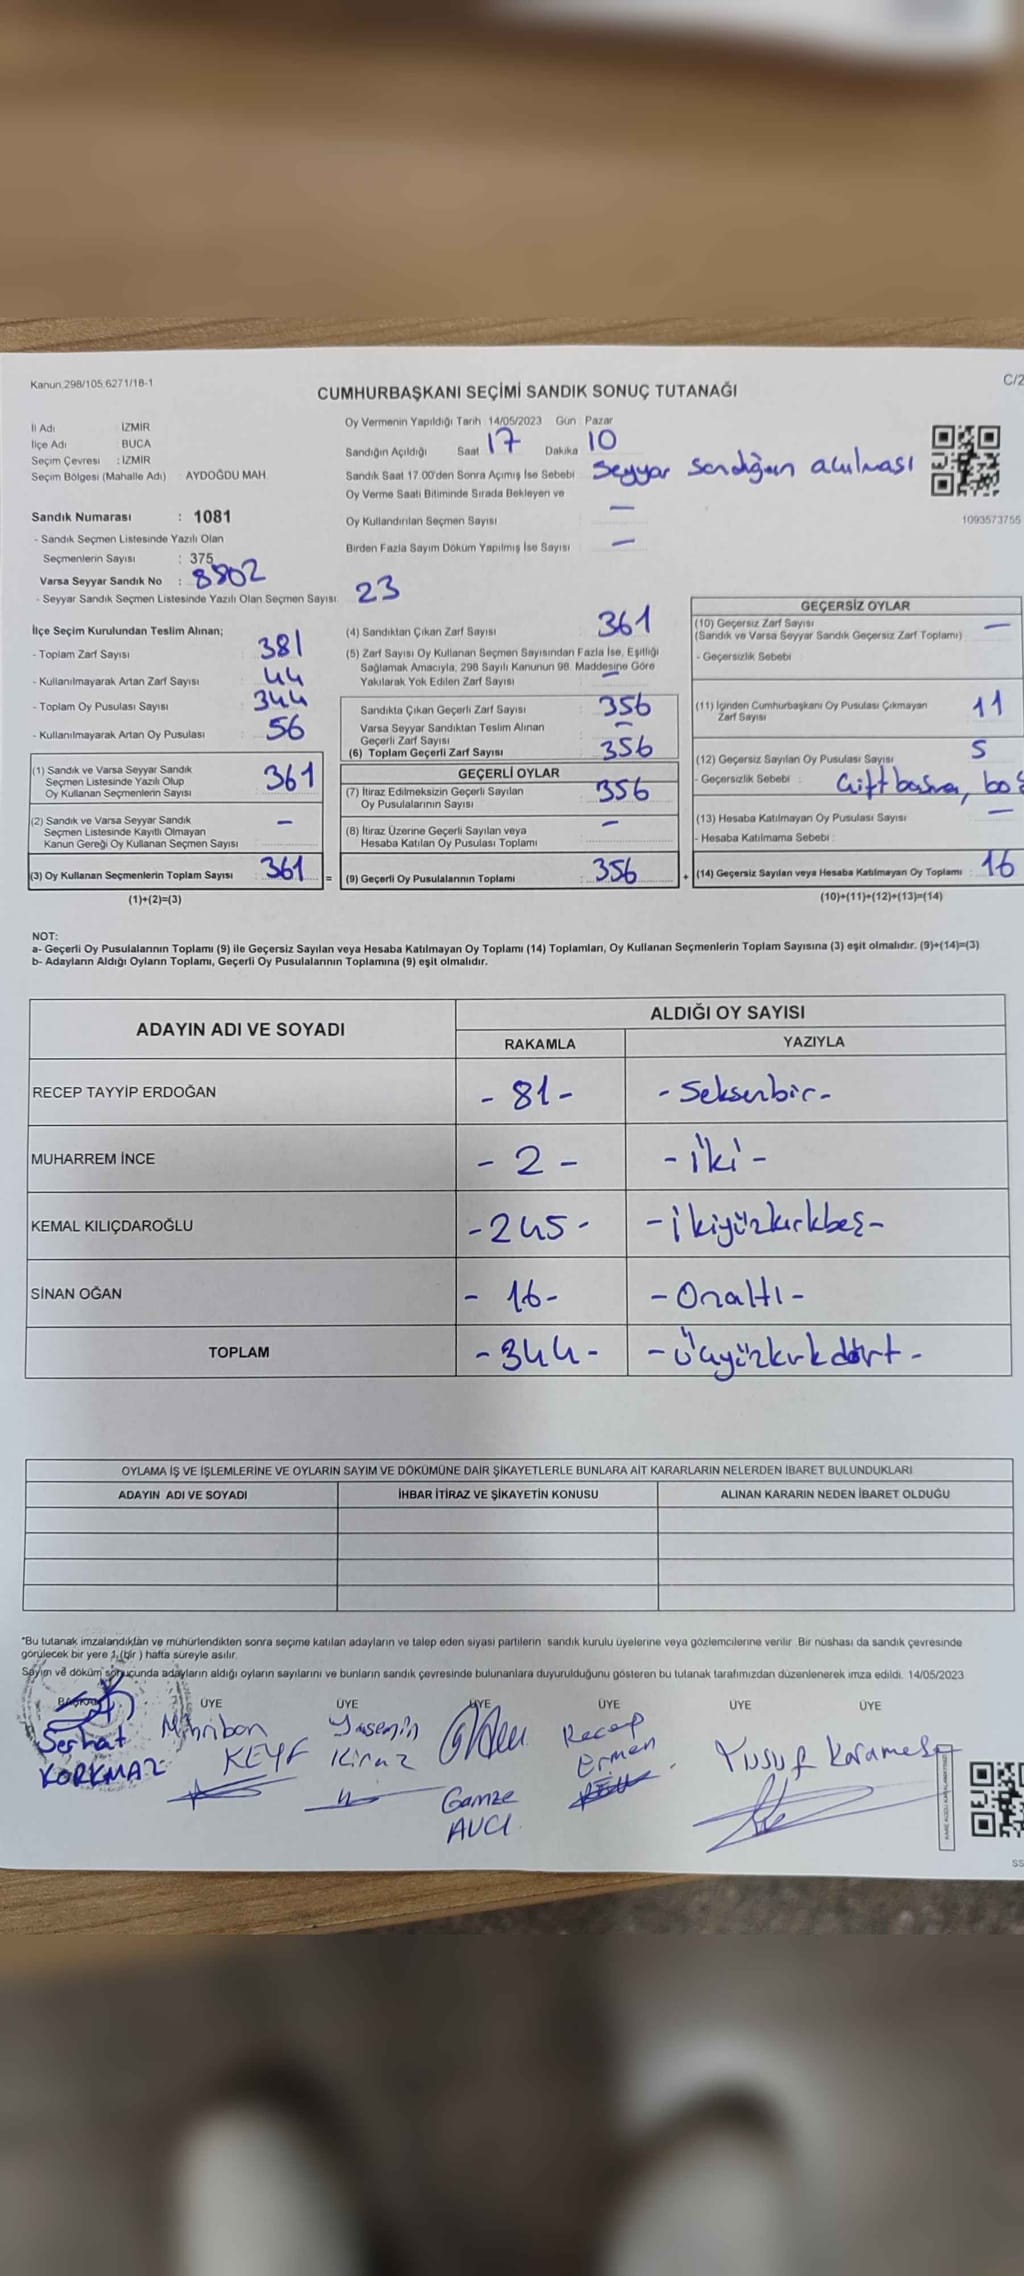 Kanun,298/105;6271/18-1
C/2
CUMHURBAŞKANI SEÇİMİ SANDIK SONUÇ TUTANAĞI
İl Adı : İZMİR
İlçe Adı : BUCA
Seçim Çevresi : İZMİR
Seçim Bölgesi (Mahalle Adı) : AYDOĞDU MAH.
Sandık Numarası : 1081
- Sandık Seçmen Listesinde Yazılı Olan
Seçmenlerin Sayısı : 375
Varsa Seyyar Sandık No : 8802
- Seyyar Sandık Seçmen Listesinde Yazılı Olan Seçmen Sayısı: 23
Oy Vermenin Yapıldığı Tarih : 14/05/2023 Gün : Pazar
Sandığın Açıldığı Saat 17 Dakika 10
Sandık Saat 17.00'den Sonra Açımış İse Sebebi Seyyar Sandığın açılması
Oy Verme Saati Bitiminde Sırada Bekleyen ve
Oy Kullandırılan Seçmen Sayısı —
Birden Fazla Sayım Döküm Yapılmış İse Sayısı —
1093573755
İlçe Seçim Kurulundan Teslim Alınan;
- Toplam Zarf Sayısı : 381
- Kullanılmayarak Artan Zarf Sayısı : 44
- Toplam Oy Pusulası Sayısı : 344
- Kullanılmayarak Artan Oy Pusulası : 56
(1) Sandık ve Varsa Seyyar Sandık
Seçmen Listesinde Yazılı Olup
Oy Kullanan Seçmenlerin Sayısı : 361
(2) Sandık ve Varsa Seyyar Sandık
Seçmen Listesinde Kayıtlı Olmayan
Kanun Gereği Oy Kullanan Seçmen Sayısı : —
(3) Oy Kullanan Seçmenlerin Toplam Sayısı : 361 =
(1)+(2)=(3)
(4) Sandıktan Çıkan Zarf Sayısı : 361
(5) Zarf Sayısı Oy Kullanan Seçmen Sayısından Fazla İse, Eşitliği
Sağlamak Amacıyla; 298 Sayılı Kanunun 98. Maddesine Göre
Yakılarak Yok Edilen Zarf Sayısı : —
Sandıkta Çıkan Geçerli Zarf Sayısı : 356
Varsa Seyyar Sandıktan Teslim Alınan
Geçerli Zarf Sayısı : —
(6) Toplam Geçerli Zarf Sayısı : 356
GEÇERLİ OYLAR
(7) İtiraz Edilmeksizin Geçerli Sayılan
Oy Pusulalarının Sayısı : 356
(8) İtiraz Üzerine Geçerli Sayılan veya
Hesaba Katılan Oy Pusulası Toplamı : —
(9) Geçerli Oy Pusulalarının Toplamı : 356 +
GEÇERSİZ OYLAR
(10) Geçersiz Zarf Sayısı
(Sandık ve Varsa Seyyar Sandık Geçersiz Zarf Toplamı) : —
- Geçersizlik Sebebi :
(11) İçinden Cumhurbaşkanı Oy Pusulası Çıkmayan
Zarf Sayısı : 11
(12) Geçersiz Sayılan Oy Pusulası Sayısı : 5
- Geçersizlik Sebebi : Çift basma, boş
(13) Hesaba Katılmayan Oy Pusulası Sayısı : —
- Hesaba Katılmama Sebebi :
(14) Geçersiz Sayılan veya Hesaba Katılmayan Oy Toplamı : 16
(10)+(11)+(12)+(13)=(14)
NOT:
a- Geçerli Oy Pusulalarının Toplamı (9) ile Geçersiz Sayılan veya Hesaba Katılmayan Oy Toplamı (14) Toplamları, Oy Kullanan Seçmenlerin Toplam Sayısına (3) eşit olmalıdır. (9)+(14)=(3)
b- Adayların Aldığı Oyların Toplamı, Geçerli Oy Pusulalarının Toplamına (9) eşit olmalıdır.
ADAYIN ADI VE SOYADI ALDIĞI OY SAYISI
RAKAMLA YAZIYLA
RECEP TAYYİP ERDOĞAN - 81 - - Seksenbir -
MUHARREM İNCE - 2 - - İki -
KEMAL KILIÇDAROĞLU - 245 - - İkiyüzkırkbeş -
SİNAN OĞAN - 16 - - Onaltı -
TOPLAM - 344 - - Üçyüzkırkdört -
OYLAMA İŞ VE İŞLEMLERİNE VE OYLARIN SAYIM VE DÖKÜMÜNE DAİR ŞİKAYETLERLE BUNLARA AİT KARARLARIN NELERDEN İBARET BULUNDUKLARI
ADAYIN ADI VE SOYADI İHBAR İTİRAZ VE ŞİKAYETİN KONUSU ALINAN KARARIN NEDEN İBARET OLDUĞU
*Bu tutanak imzalandıktan ve mühürlendikten sonra seçime katılan adayların ve talep eden siyasi partilerin sandık kurulu üyelerine veya gözlemcilerine verilir. Bir nüshası da sandık çevresinde
görülecek bir yere 1 (bir ) hafta süreyle asılır.
Sayım ve döküm sonucunda adayların aldığı oyların sayılarını ve bunların sandık çevresinde bulunanlara duyurulduğunu gösteren bu tutanak tarafımızdan düzenlenerek imza edildi. 14/05/2023
BAŞKAN ÜYE ÜYE ÜYE ÜYE ÜYE ÜYE
Serhat KORKMAZ
Mihriban KEYF
Yasemin Kiraz
Gamze AVCI
Recep Ermen
Yusuf Karameşe